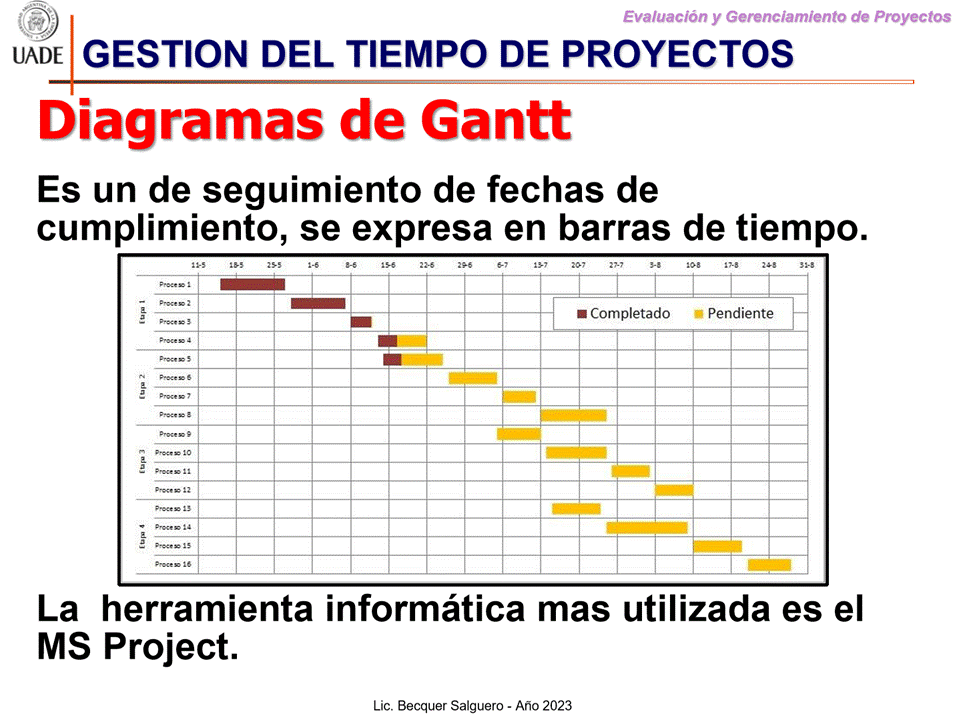 Evaluación y Gerenciamiento de Proyectos
UADE
GESTION DEL TIEMPO DE PROYECTOS
Diagramas de Gantt
Es un de seguimiento de fechas de
cumplimiento, se expresa en barras de tiempo.
11-5 18-5 25-5 1-6 8-6 15-6 22-6 29-6 6-7 13-7 20-7 27-7 3-8 10-8 17-8 24-8 31-8
Etapa 1
Proceso 1
Proceso 2
Proceso 3
Proceso 4
Completado Pendiente
Etapa 2
Proceso 5
Proceso 6
Proceso 7
Proceso 8
Etapa 3
Proceso 9
Proceso 10
Proceso 11
Proceso 12
Etapa 4
Proceso 13
Proceso 14
Proceso 15
Proceso 16
La  herramienta informática mas utilizada es el
MS Project.
Lic. Becquer Salguero - Año 2023